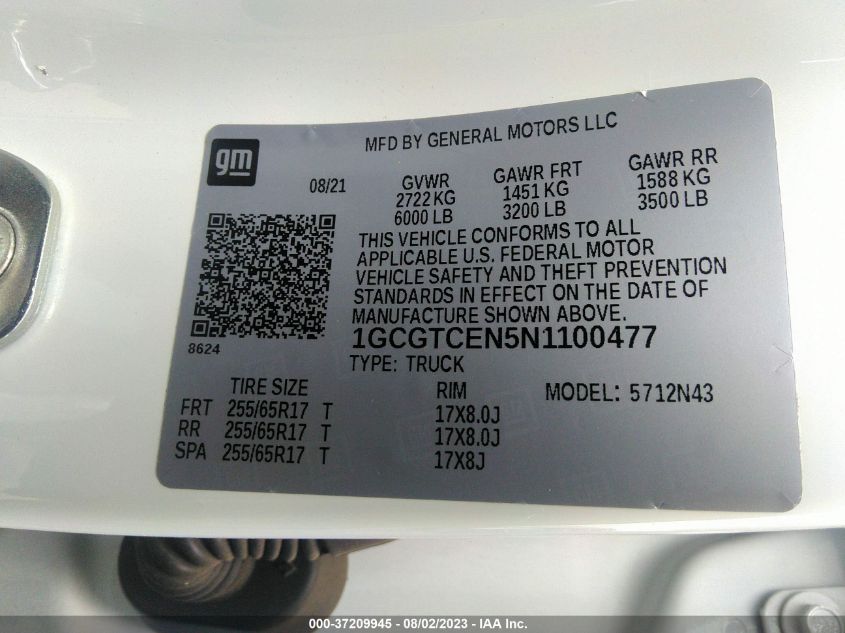 gm
MFD BY GENERAL MOTORS LLC
08/21
GVWR
2722 KG
6000 LB
GAWR FRT
1451 KG
3200 LB
GAWR RR
1588 KG
3500 LB
THIS VEHICLE CONFORMS TO ALL
APPLICABLE U.S. FEDERAL MOTOR
VEHICLE SAFETY AND THEFT PREVENTION
STANDARDS IN EFFECT ON THE DATE OF
MANUFACTURE SHOWN ABOVE.
8624
1GCGTCEN5N1100477
TYPE: TRUCK
TIRE SIZE RIM MODEL: 5712N43
FRT 255/65R17 T 17X8.0J
RR 255/65R17 T 17X8.0J
SPA 255/65R17 T 17X8J
000-37209945 - 08/02/2023 - IAA Inc.